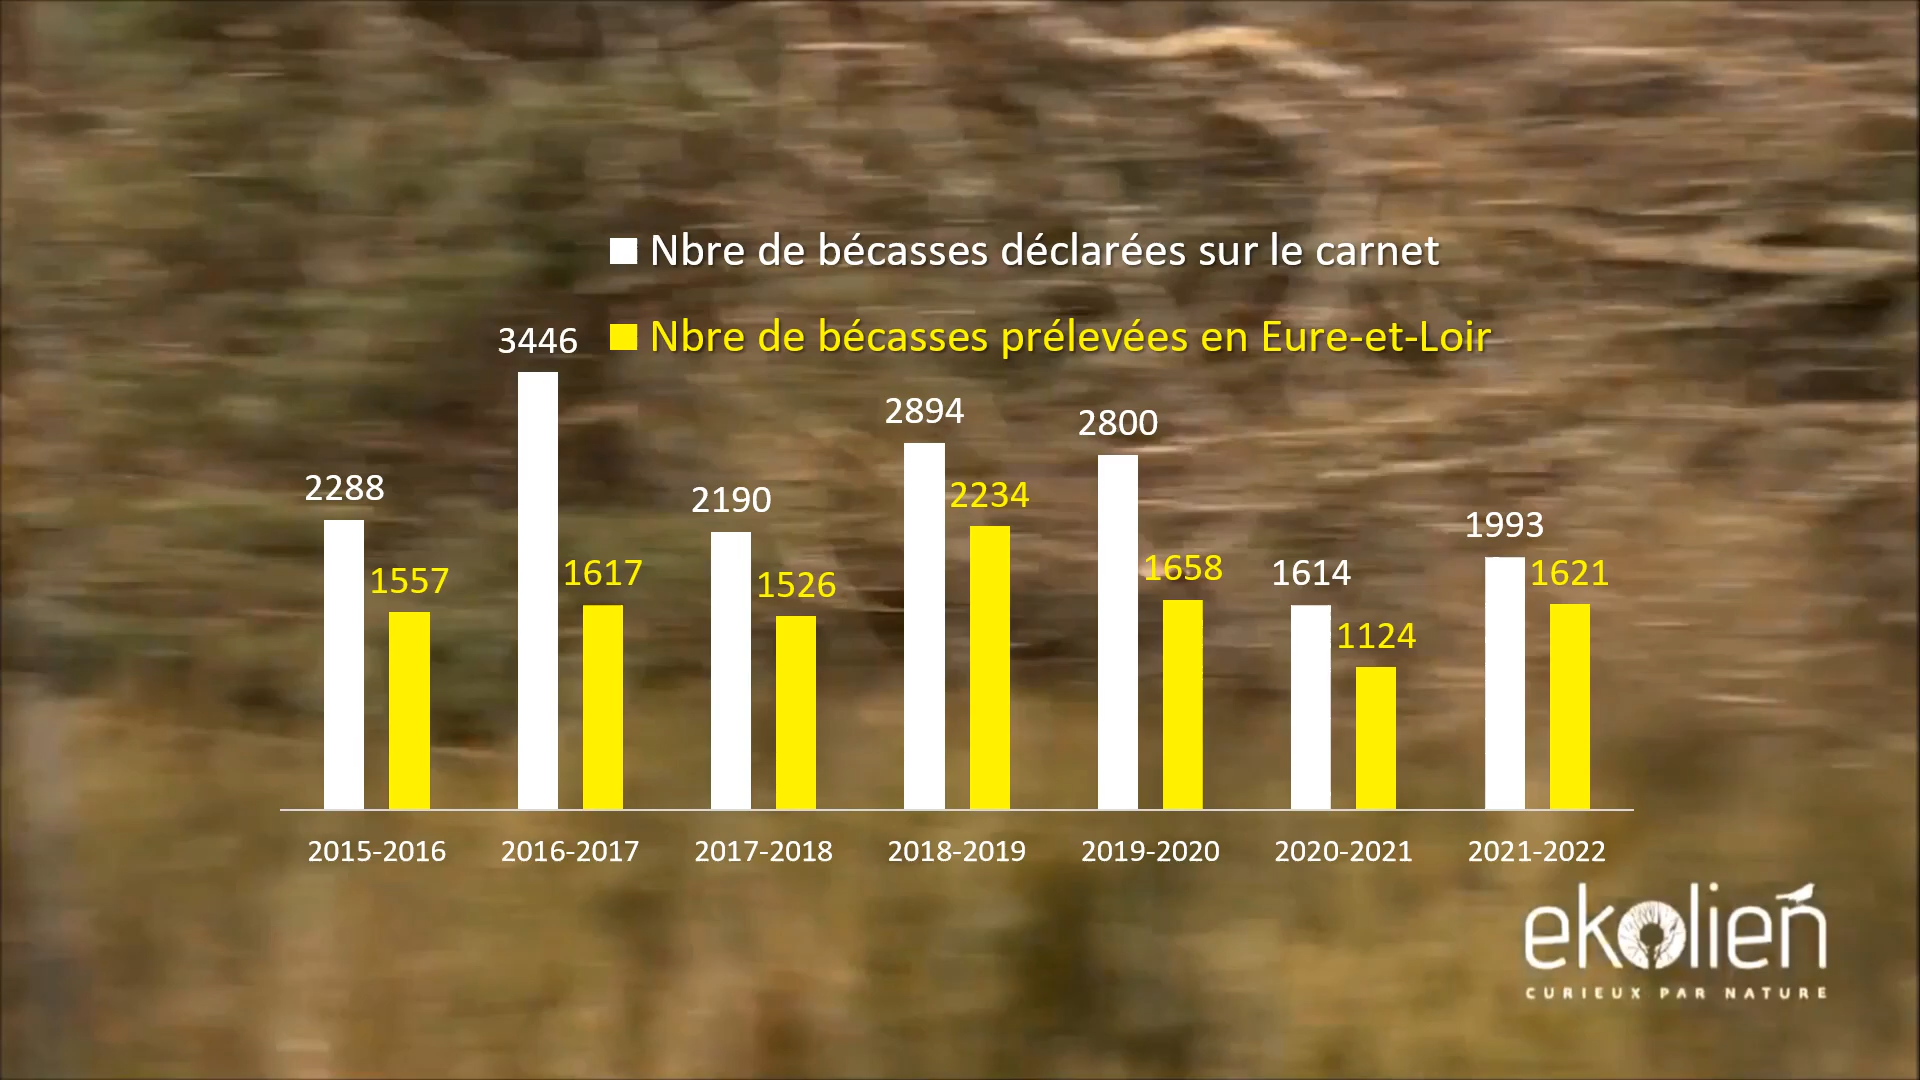 Nbre de bécasses déclarées sur le carnet
Nbre de bécasses prélevées en Eure-et-Loir
2288 3446 2190 2894 2800 1614 1993
1557 1617 1526 2234 1658 1124 1621
2015-2016 2016-2017 2017-2018 2018-2019 2019-2020 2020-2021 2021-2022
ekolien
CURIEUX PAR NATURE